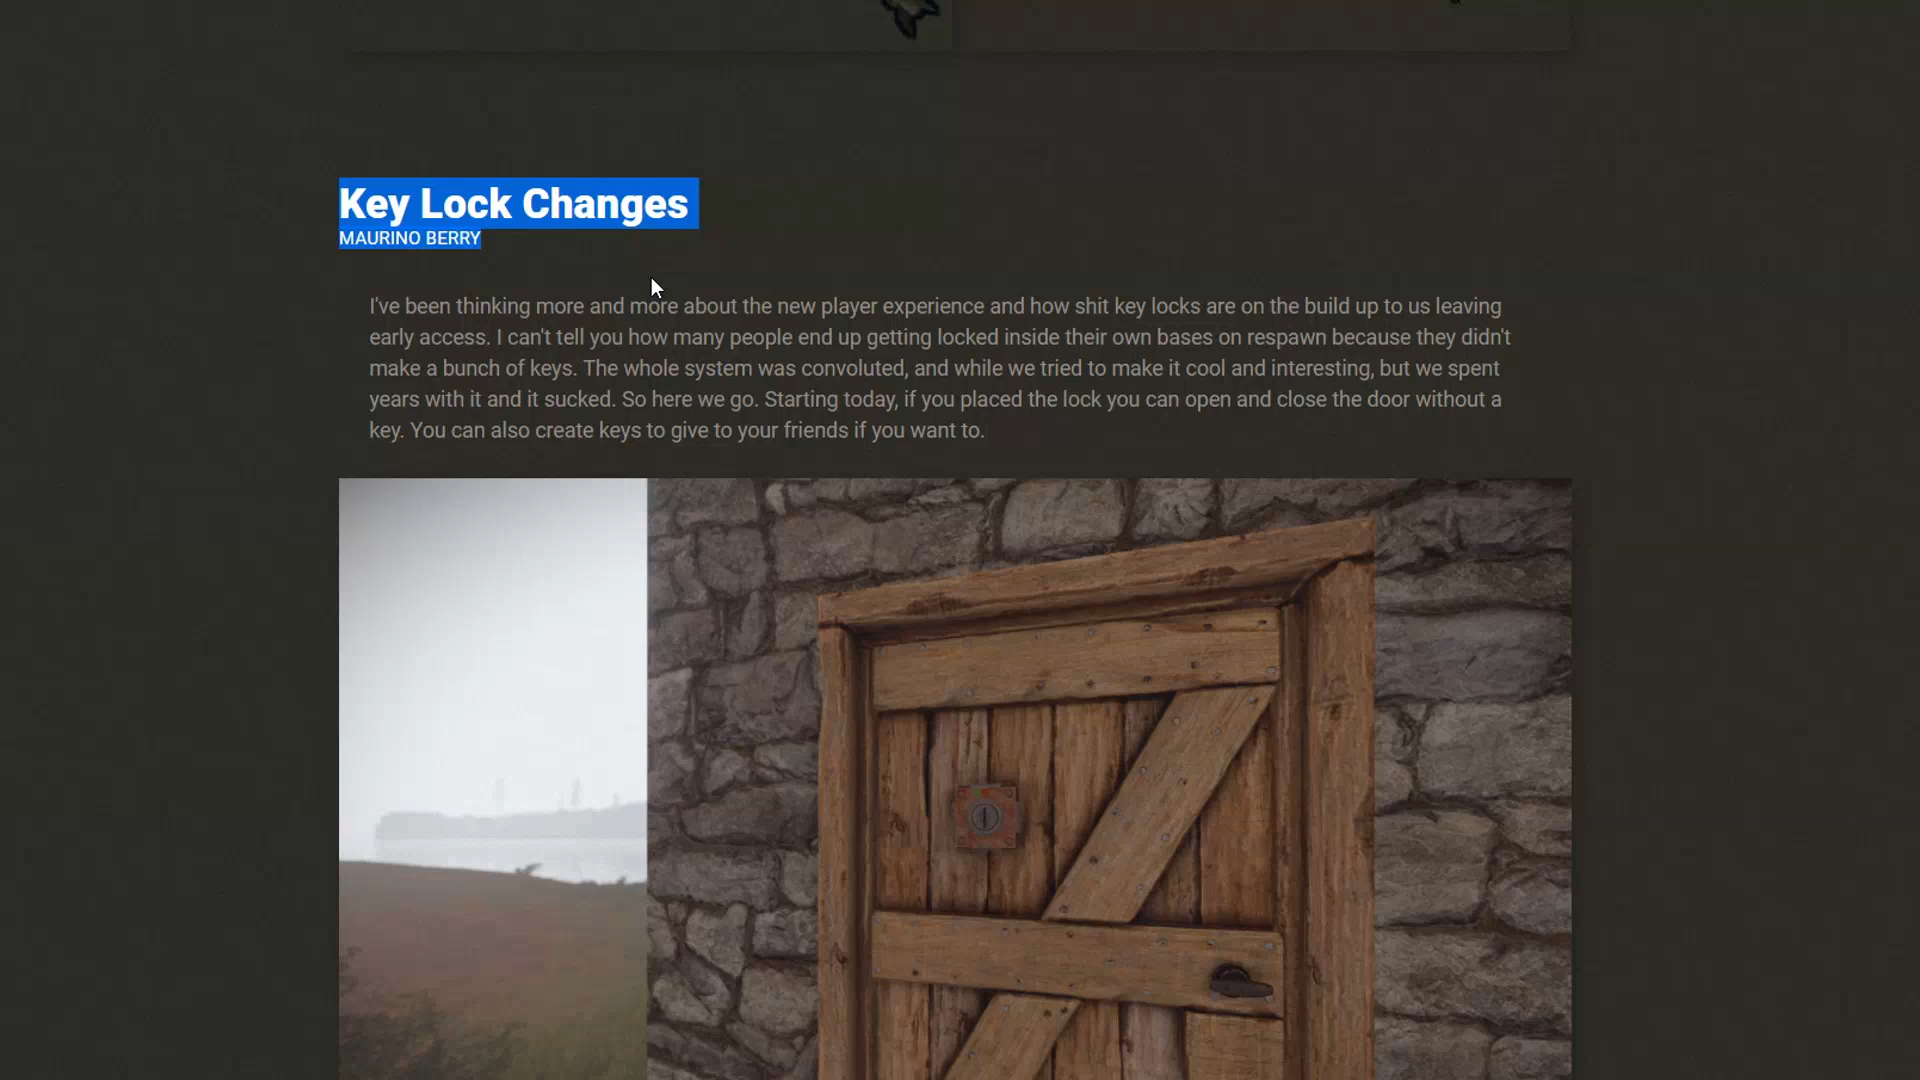 Key Lock Changes
MAURINO BERRY
I've been thinking more and more about the new player experience and how shit key locks are on the build up to us leaving
early access. I can't tell you how many people end up getting locked inside their own bases on respawn because they didn't
make a bunch of keys. The whole system was convoluted, and while we tried to make it cool and interesting, but we spent
years with it and it sucked. So here we go. Starting today, if you placed the lock you can open and close the door without a
key. You can also create keys to give to your friends if you want to.